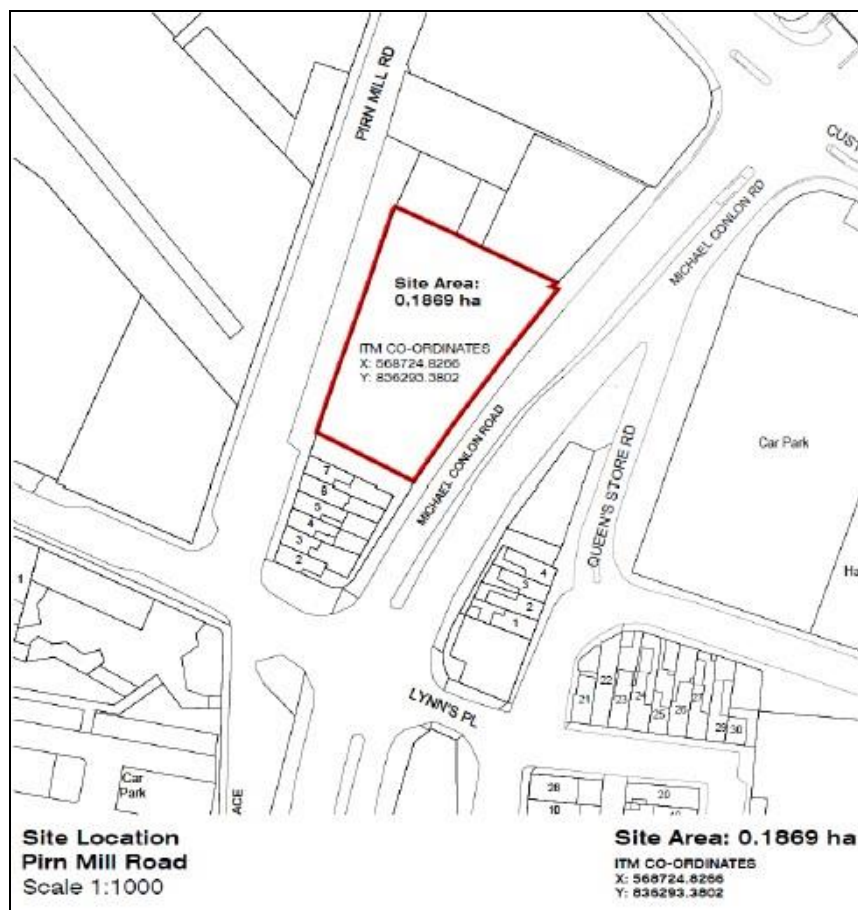 PIRN MILL RD
CUST
MICHAEL CONLON RD
Site Area:
0.1869 ha
ITM CO-ORDINATES
X: 568724.8266
Y: 836293.3802
MICHAEL CONLON ROAD
QUEEN'S STORE RD
Car Park
Ha
7
6
5
4
3
2
4
3
2
1
1
LYNN'S PL
21
22
23
24
25
26
27
29
30
28
10
20
Car
Park
ACE
Site Location
Pirn Mill Road
Scale 1:1000
Site Area: 0.1869 ha
ITM CO-ORDINATES
X: 568724.8266
Y: 836293.3802